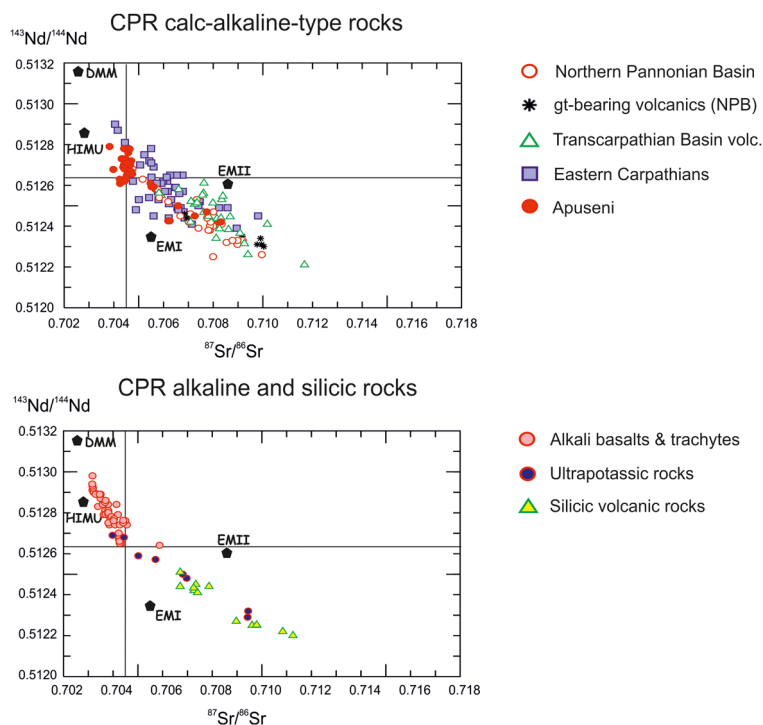 CPR calc-alkaline-type rocks
¹⁴³Nd/¹⁴⁴Nd
0.5132
0.5130
0.5128
0.5126
0.5124
0.5122
0.5120
DMM
HIMU
EMII
EMI
0.702 0.704 0.706 0.708 0.710 0.712 0.714 0.716 0.718
⁸⁷Sr/⁸⁶Sr
Northern Pannonian Basin
gt-bearing volcanics (NPB)
Transcarpathian Basin volc.
Eastern Carpathians
Apuseni
CPR alkaline and silicic rocks
¹⁴³Nd/¹⁴⁴Nd
0.5132
0.5130
0.5128
0.5126
0.5124
0.5122
0.5120
DMM
HIMU
EMII
EMI
0.702 0.704 0.706 0.708 0.710 0.712 0.714 0.716 0.718
⁸⁷Sr/⁸⁶Sr
Alkali basalts & trachytes
Ultrapotassic rocks
Silicic volcanic rocks